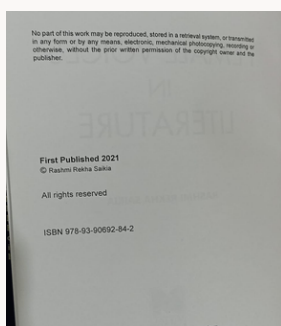 No part of this work may be reproduced, stored in a retrieval system, or transmitted
in any form or by any means, electronic, mechanical photocopying, recording or
otherwise, without the prior written permission of the copyright owner and the
publisher.
IN
LITERATURE
First Published 2021
© Rashmi Rekha Saikia
All rights reserved
ISBN 978-93-90692-84-2